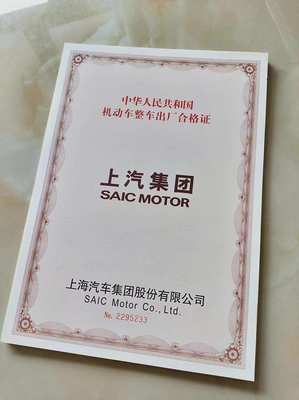 中华人民共和国
机动车整车出厂合格证
上汽集团
SAIC MOTOR
上海汽车集团股份有限公司
SAIC Motor Co., Ltd.
№ 2295233